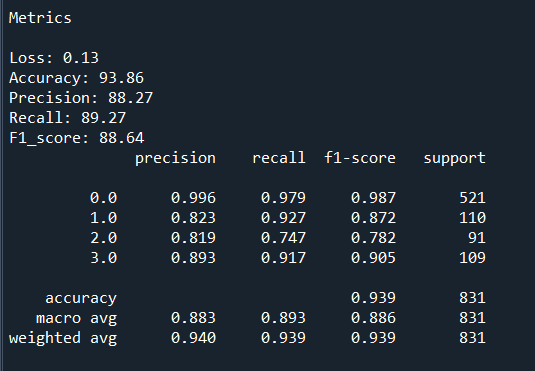 Metrics
Loss: 0.13
Accuracy: 93.86
Precision: 88.27
Recall: 89.27
F1_score: 88.64
precision recall f1-score support
0.0 0.996 0.979 0.987 521
1.0 0.823 0.927 0.872 110
2.0 0.819 0.747 0.782 91
3.0 0.893 0.917 0.905 109
accuracy 0.939 831
macro avg 0.883 0.893 0.886 831
weighted avg 0.940 0.939 0.939 831